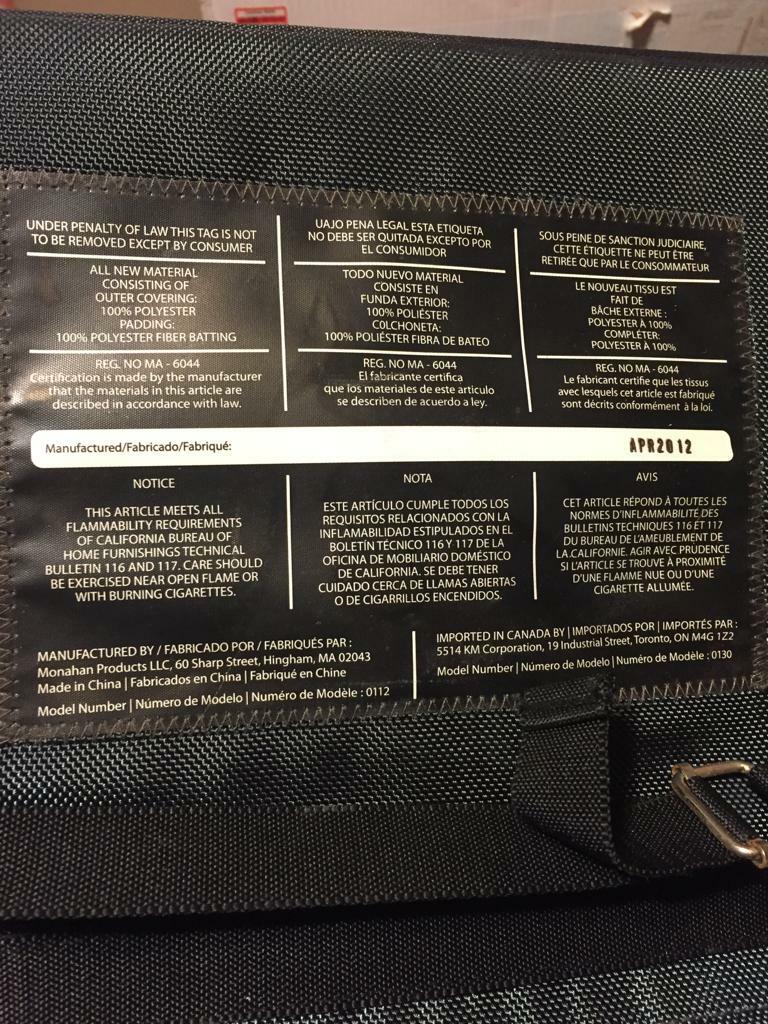 UNDER PENALTY OF LAW THIS TAG IS NOT
TO BE REMOVED EXCEPT BY CONSUMER
ALL NEW MATERIAL
CONSISTING OF
OUTER COVERING:
100% POLYESTER
PADDING:
100% POLYESTER FIBER BATTING
REG. NO MA - 6044
Certification is made by the manufacturer
that the materials in this article are
described in accordance with law.
UAJO PENA LEGAL ESTA ETIQUETA
NO DEBE SER QUITADA EXCEPTO POR
EL CONSUMIDOR
TODO NUEVO MATERIAL
CONSISTE EN
FUNDA EXTERIOR:
100% POLIÉSTER
COLCHONETA:
100% POLIÉSTER FIBRA DE BATEO
REG. NO MA - 6044
El fabricante certifica
que los materiales de este articulo
se describen de acuerdo a ley.
SOUS PEINE DE SANCTION JUDICIAIRE,
CETTE ÉTIQUETTE NE PEUT ÊTRE
RETIRÉE QUE PAR LE CONSOMMATEUR
LE NOUVEAU TISSU EST
FAIT DE
BÂCHE EXTERNE :
POLYESTER À 100%
COMPLÉTER:
POLYESTER À 100%
REG. NO MA - 6044
Le fabricant certifie que les tissus
avec lesquels cet article est fabriqué
sont décrits conformément à la loi.
Manufactured/Fabricado/Fabriqué: APR2012
NOTICE
THIS ARTICLE MEETS ALL
FLAMMABILITY REQUIREMENTS
OF CALIFORNIA BUREAU OF
HOME FURNISHINGS TECHNICAL
BULLETIN 116 AND 117. CARE SHOULD
BE EXERCISED NEAR OPEN FLAME OR
WITH BURNING CIGARETTES.
NOTA
ESTE ARTÍCULO CUMPLE TODOS LOS
REQUISITOS RELACIONADOS CON LA
INFLAMABILIDAD ESTIPULADOS EN EL
BOLETÍN TÉCNICO 116 Y 117 DE LA
OFICINA DE MOBILIARIO DOMÉSTICO
DE CALIFORNIA. SE DEBE TENER
CUIDADO CERCA DE LLAMAS ABIERTAS
O DE CIGARRILLOS ENCENDIDOS.
AVIS
CET ARTICLE RÉPOND À TOUTES LES
NORMES D'INFLAMMABILITÉ DES
BULLETINS TECHNIQUES 116 ET 117
DU BUREAU DE L'AMEUBLEMENT DE
LA.CALIFORNIE. AGIR AVEC PRUDENCE
SI L'ARTICLE SE TROUVE À PROXIMITÉ
D'UNE FLAMME NUE OU D'UNE
CIGARETTE ALLUMÉE.
MANUFACTURED BY / FABRICADO POR / FABRIQUÉS PAR :
Monahan Products LLC, 60 Sharp Street, Hingham, MA 02043
Made in China | Fabricados en China | Fabriqué en Chine
Model Number | Número de Modelo | Numéro de Modèle : 0112
IMPORTED IN CANADA BY | IMPORTADOS POR | IMPORTÉS PAR :
5514 KM Corporation, 19 Industrial Street, Toronto, ON M4G 1Z2
Model Number | Número de Modelo | Numéro de Modèle : 0130